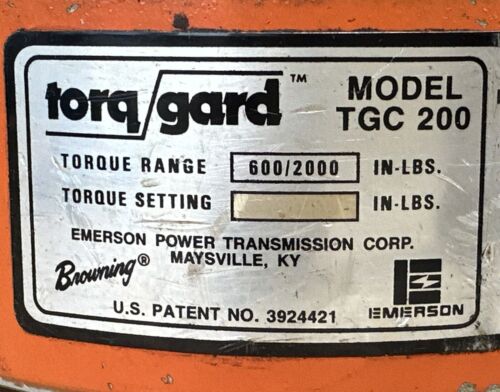 torq/gard™
MODEL
TGC 200
TORQUE RANGE 600/2000 IN-LBS.
TORQUE SETTING IN-LBS.
EMERSON POWER TRANSMISSION CORP.
MAYSVILLE, KY
Browning®
EMERSON
U.S. PATENT NO. 3924421